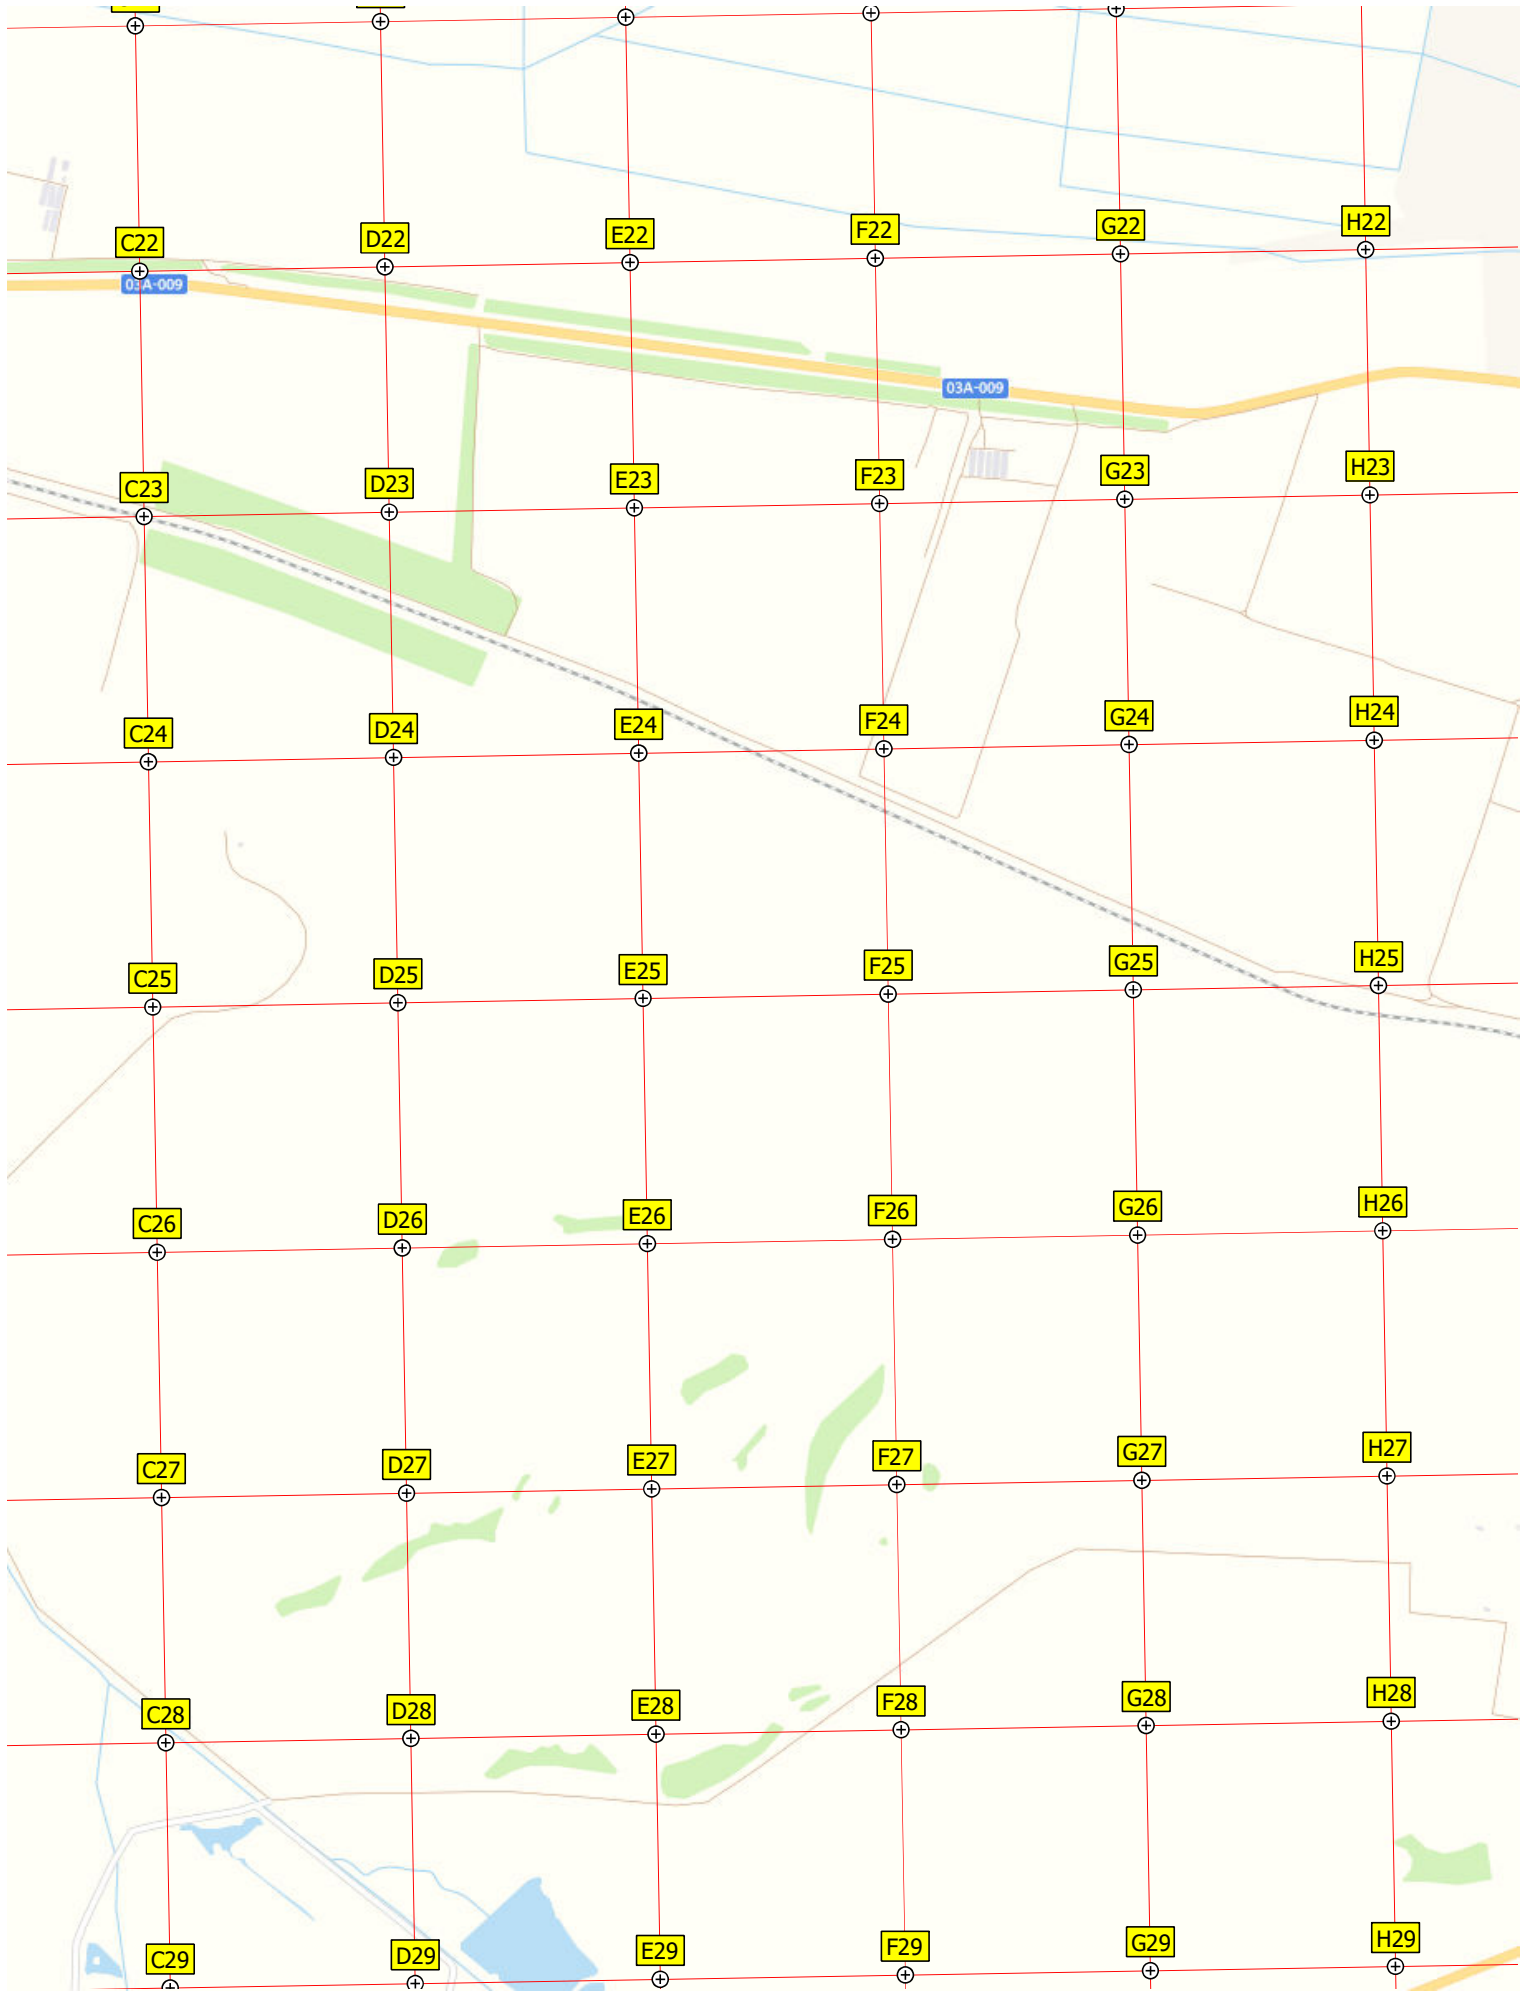 C22 D22 E22 F22 G22 H22
03A-009
03A-009
C23 D23 E23 F23 G23 H23
C24 D24 E24 F24 G24 H24
C25 D25 E25 F25 G25 H25
C26 D26 E26 F26 G26 H26
C27 D27 E27 F27 G27 H27
C28 D28 E28 F28 G28 H28
C29 D29 E29 F29 G29 H29